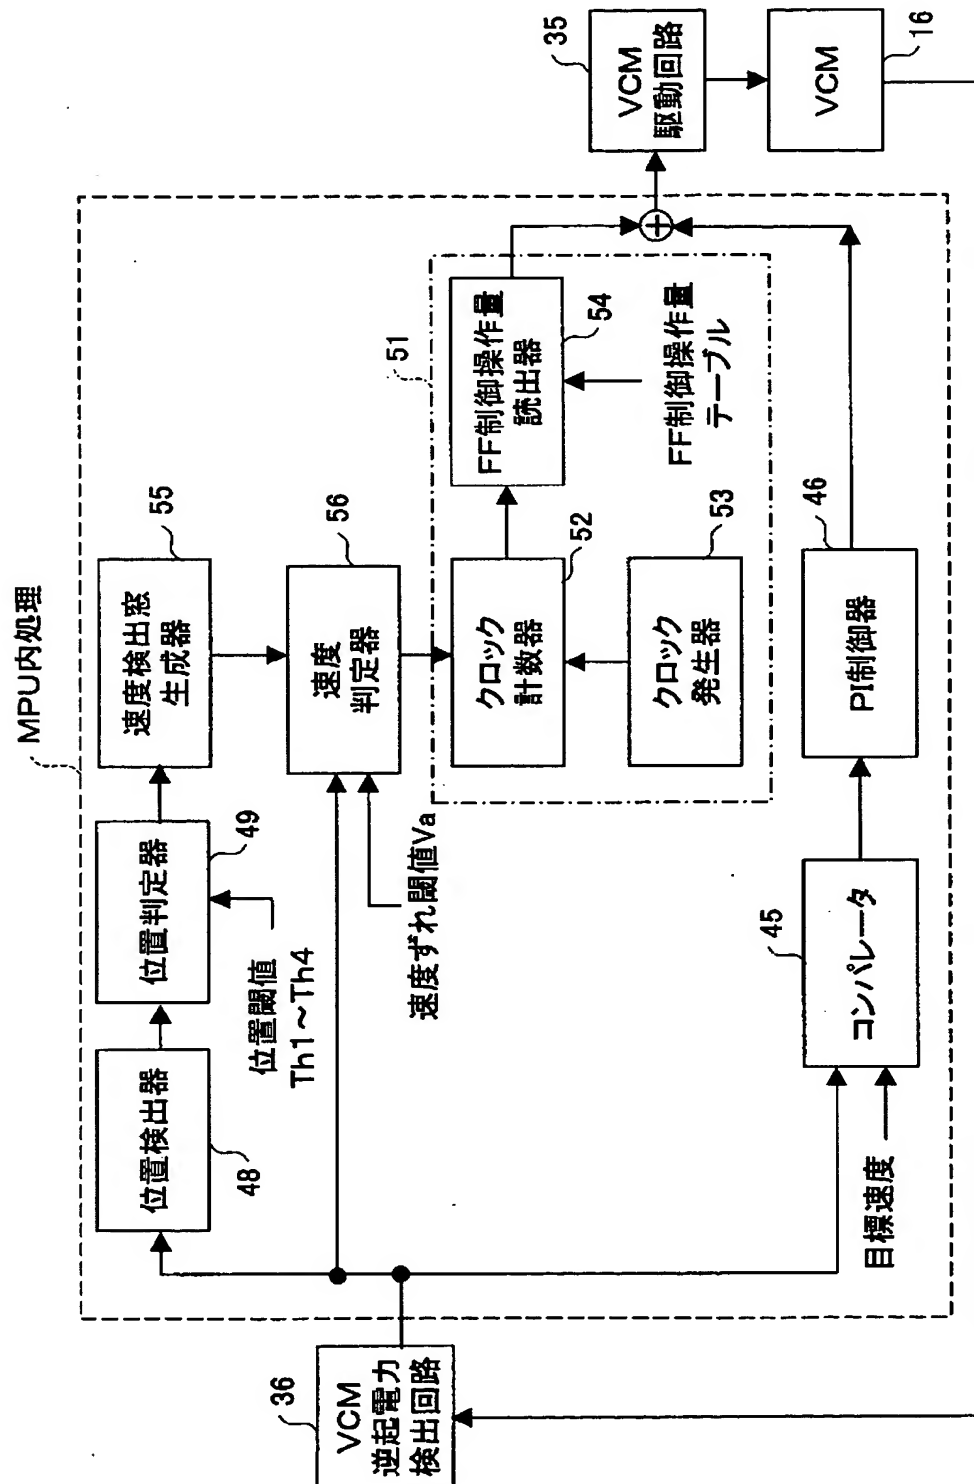 MPU内処理
36
VCM
逆起電力
検出回路
位置検出器
48
位置判定器
49
位置閾値
Th1～Th4
速度検出窓
生成器
55
速度
判定器
56
速度ずれ閾値Va
51
クロック
計数器
52
クロック
発生器
53
FF制御操作量
読出器
54
FF制御操作量
テーブル
目標速度
コンパレータ
45
PI制御器
46
+
VCM
駆動回路
35
VCM
16